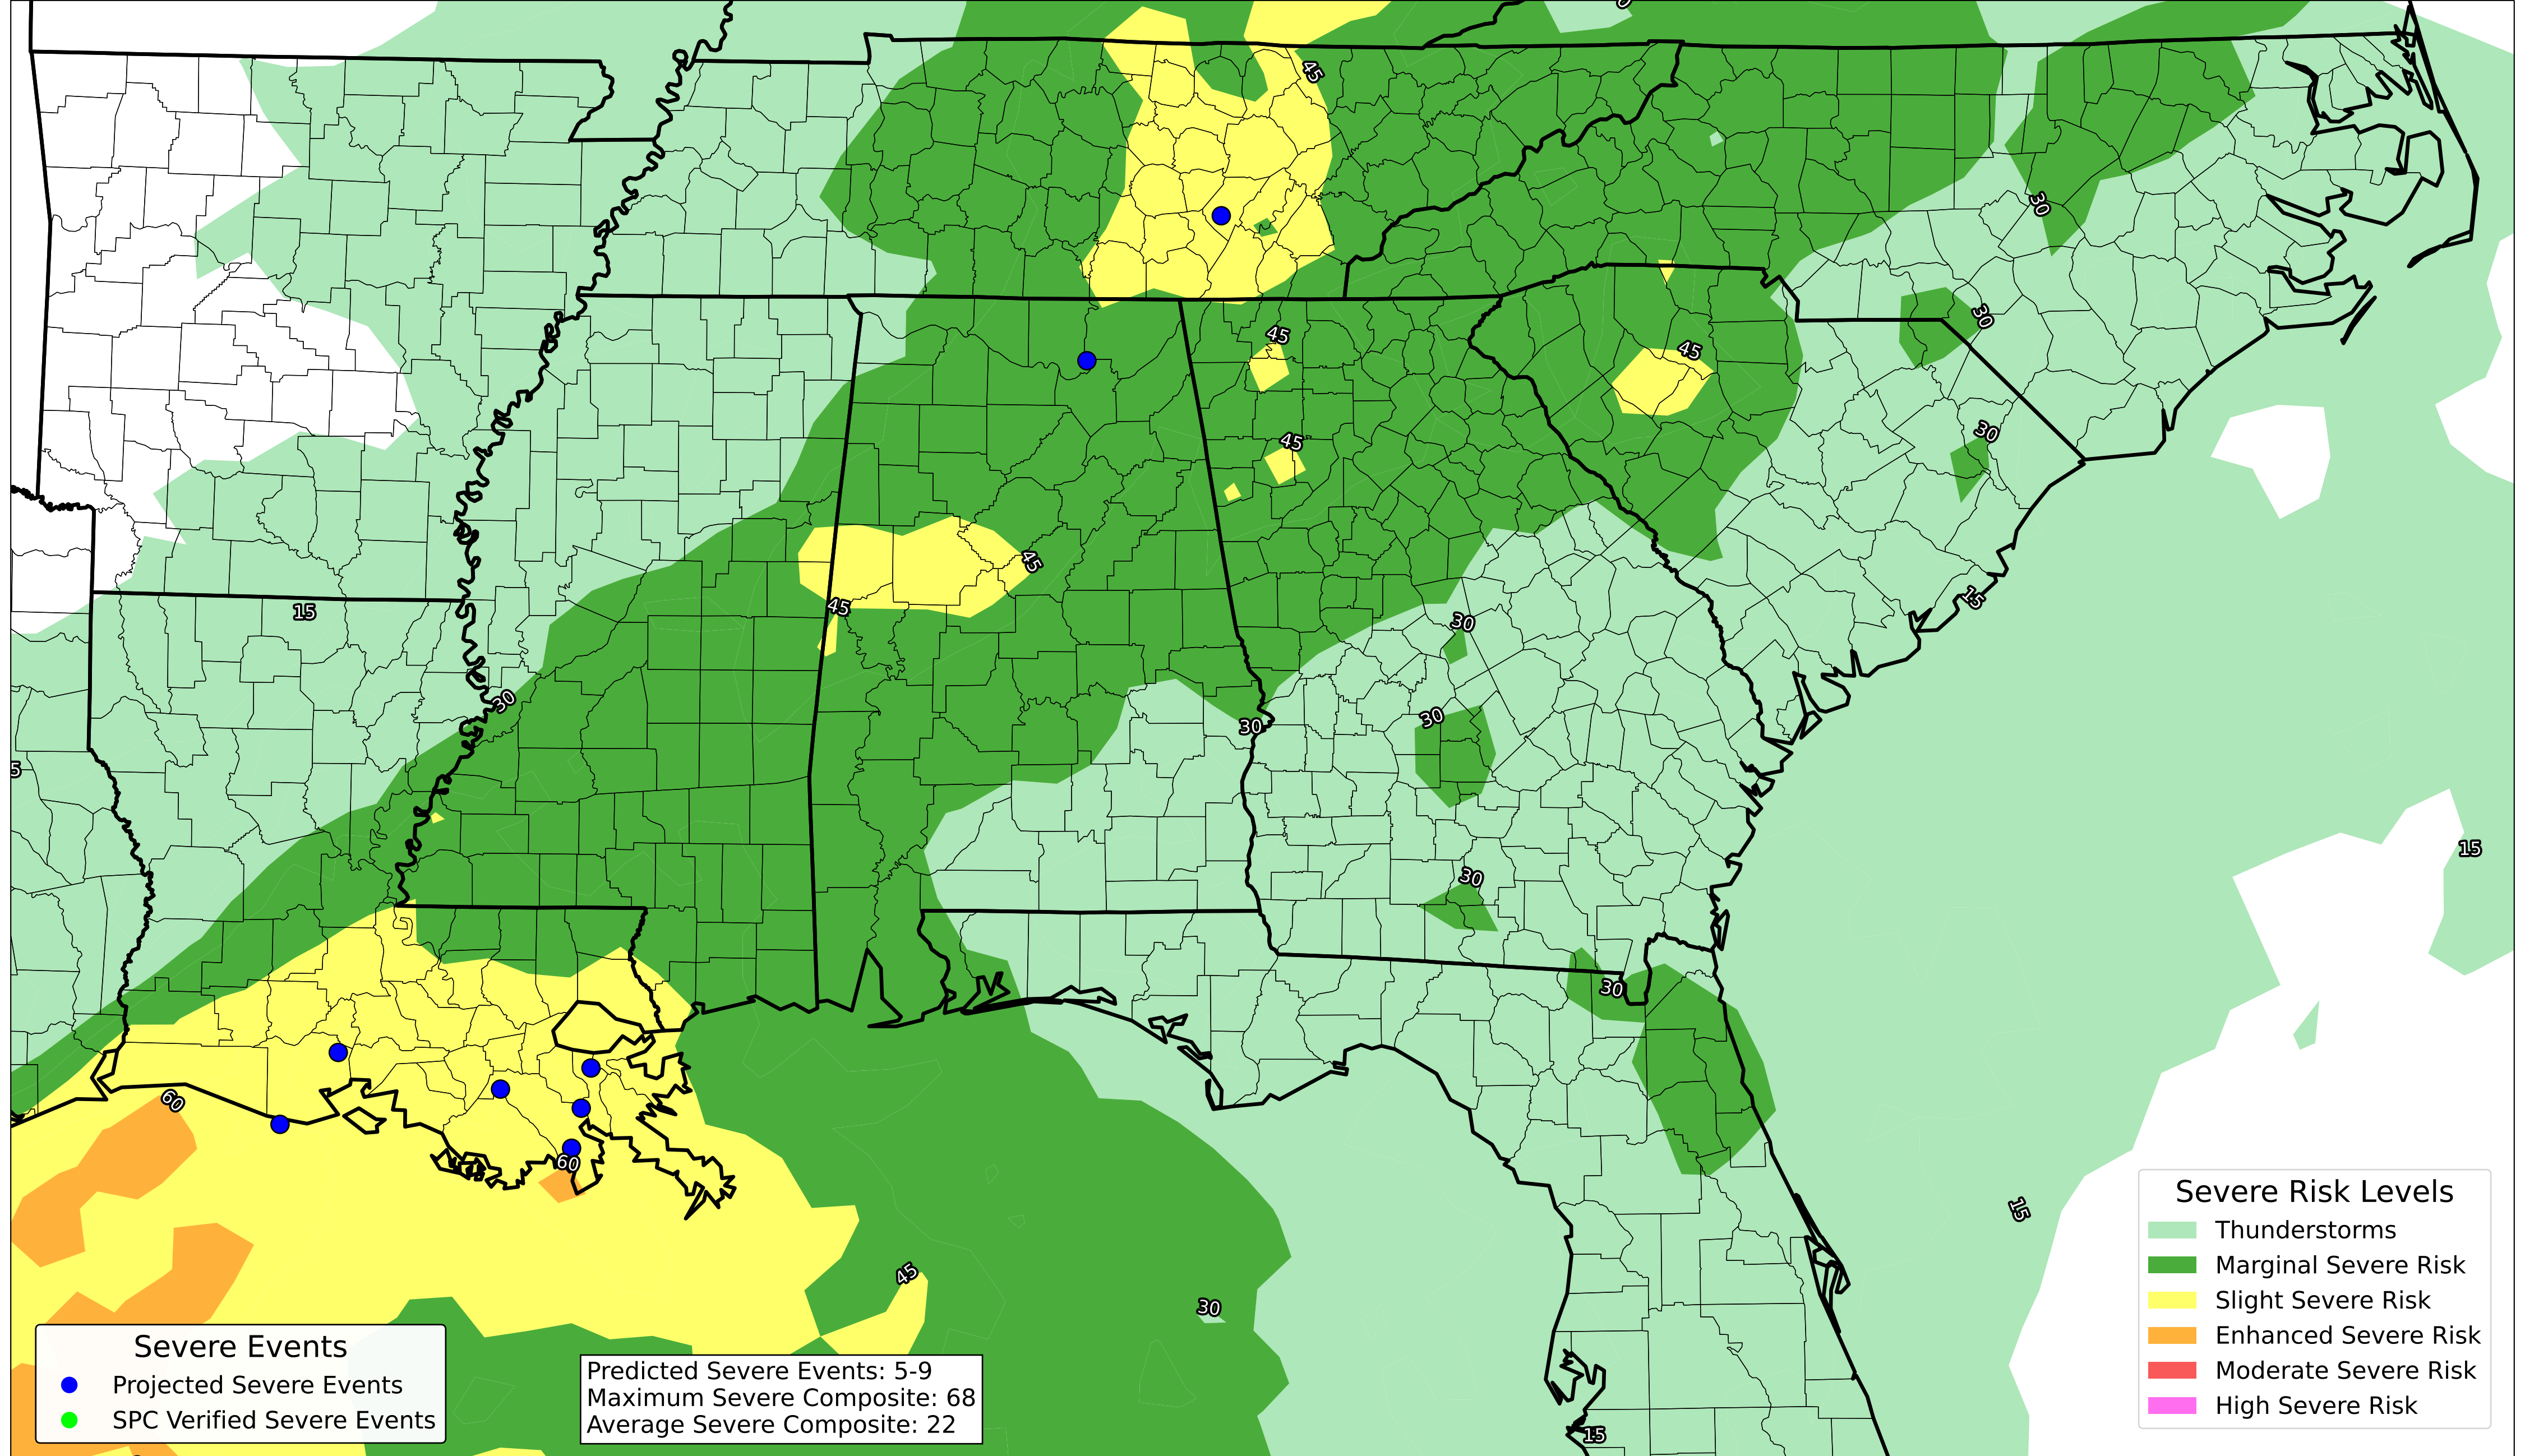 45
30
30
45
45
45
30
45
45
15
15
30
30
30
30
5
15
30
30
60
60
15
45
30
15
Severe Risk Levels
Thunderstorms
Marginal Severe Risk
Slight Severe Risk
Enhanced Severe Risk
Moderate Severe Risk
High Severe Risk
Severe Events
Projected Severe Events
SPC Verified Severe Events
Predicted Severe Events: 5-9
Maximum Severe Composite: 68
Average Severe Composite: 22